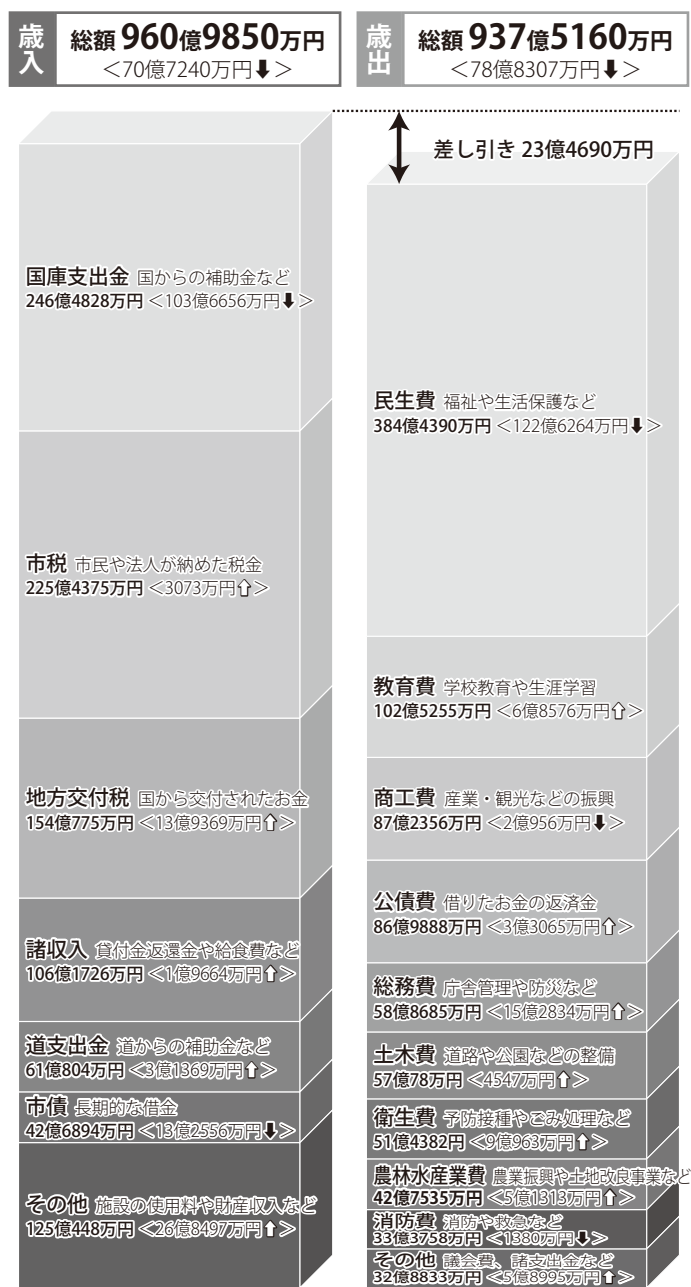 歳入
総額 960億9850万円
<70億7240万円⬇>
歳出
総額 937億5160万円
<78億8307万円⬇>
差し引き 23億4690万円
国庫支出金 国からの補助金など
246億4828万円 <103億6656万円⬇>
市税 市民や法人が納めた税金
225億4375万円 <3073万円⇧>
地方交付税 国から交付されたお金
154億775万円 <13億9369万円⇧>
諸収入 貸付金返還金や給食費など
106億1726万円 <1億9664万円⇧>
道支出金 道からの補助金など
61億804万円 <3億1369万円⇧>
市債 長期的な借金
42億6894万円 <13億2556万円⬇>
その他 施設の使用料や財産収入など
125億448万円 <26億8497万円⇧>
民生費 福祉や生活保護など
384億4390万円 <122億6264万円⬇>
教育費 学校教育や生涯学習
102億5255万円 <6億8576万円⇧>
商工費 産業・観光などの振興
87億2356万円 <2億956万円⬇>
公債費 借りたお金の返済金
86億9888万円 <3億3065万円⇧>
総務費 庁舎管理や防災など
58億8685万円 <15億2834万円⇧>
土木費 道路や公園などの整備
57億78万円 <4547万円⇧>
衛生費 予防接種やごみ処理など
51億4382円 <9億963万円⇧>
農林水産業費 農業振興や土地改良事業など
42億7535万円 <5億1313万円⇧>
消防費 消防や救急など
33億3758万円 <1380万円⬇>
その他 議会費、諸支出金など
32億8833万円 <5億8995万円⇧>